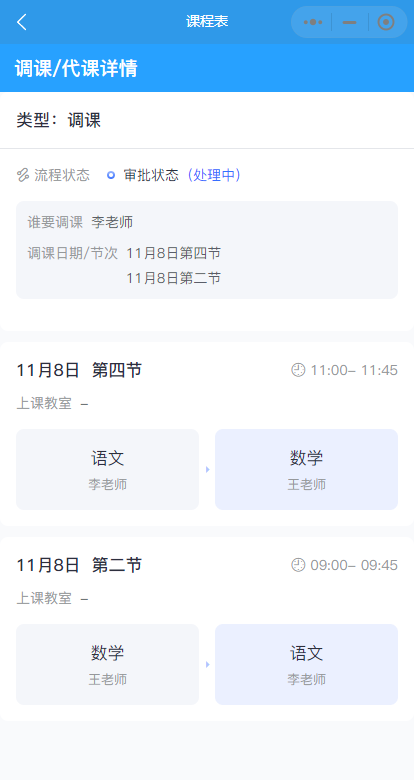 课程表
调课/代课详情
类型：调课
流程状态 审批状态（处理中）
谁要调课 李老师
调课日期/节次 11月8日第四节
11月8日第二节
11月8日 第四节 11:00- 11:45
上课教室 -
语文 数学
李老师 王老师
11月8日 第二节 09:00- 09:45
上课教室 -
数学 语文
王老师 李老师